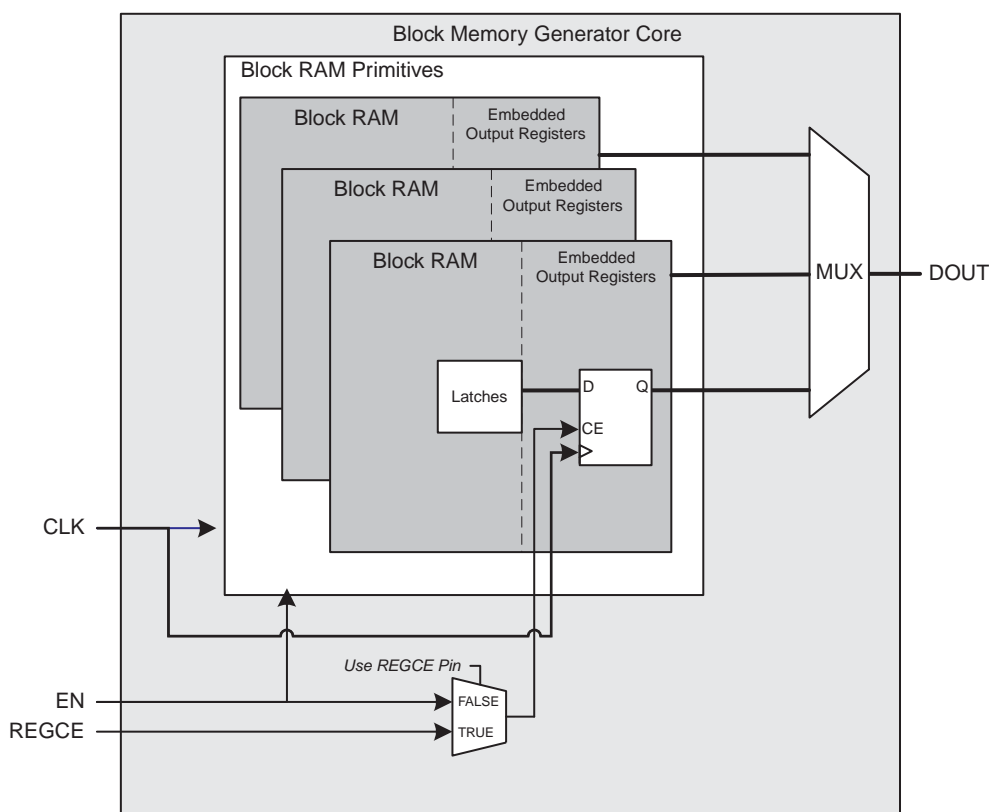 Block Memory Generator Core
Block RAM Primitives
Block RAM
Embedded
Output Registers
Block RAM
Embedded
Output Registers
Block RAM
Embedded
Output Registers
MUX
DOUT
Latches
D
Q
CE
CLK
Use REGCE Pin
EN
FALSE
REGCE
TRUE